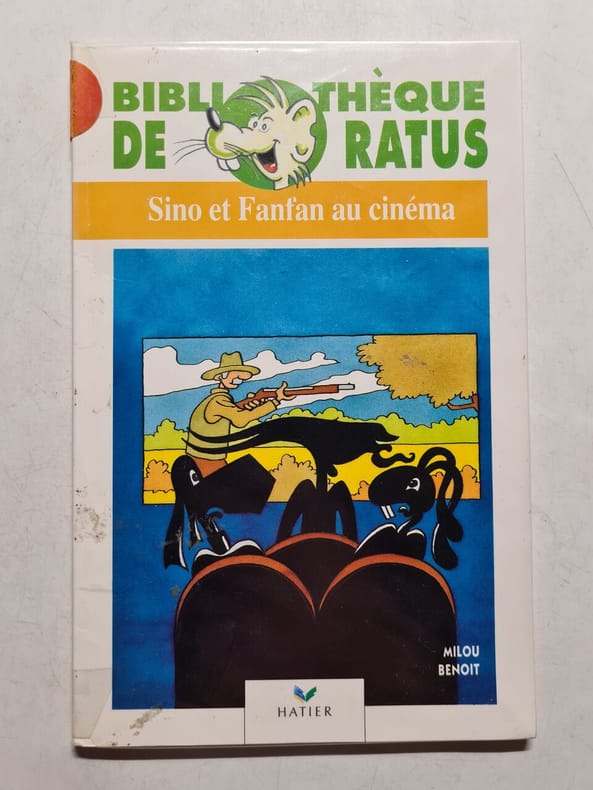 BIBLIOTHÈQUE
DE RATUS
Sino et Fanfan au cinéma
MILOU
BENOIT
HATIER